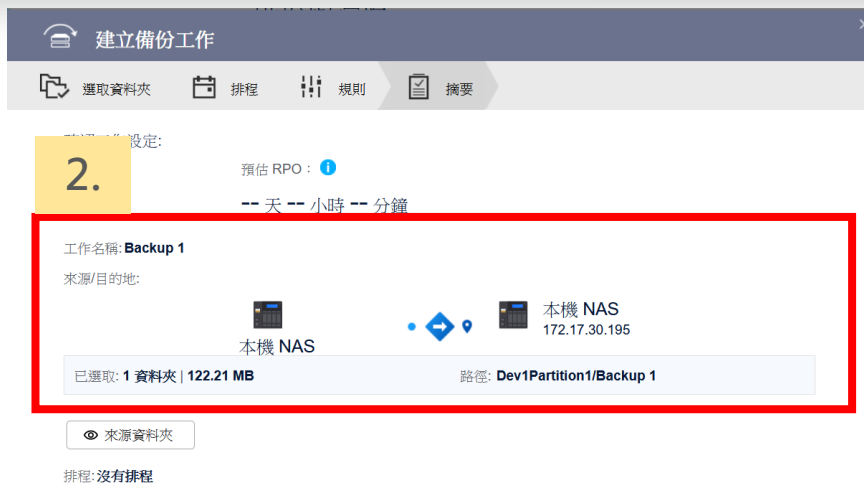 建立備份工作
選取資料夾 排程 規則 摘要
設定:
2.
預估 RPO：
-- 天 -- 小時 -- 分鐘
工作名稱: Backup 1
來源/目的地:
本機 NAS
本機 NAS
172.17.30.195
已選取: 1 資料夾 | 122.21 MB
路徑: Dev1Partition1/Backup 1
來源資料夾
排程: 沒有排程